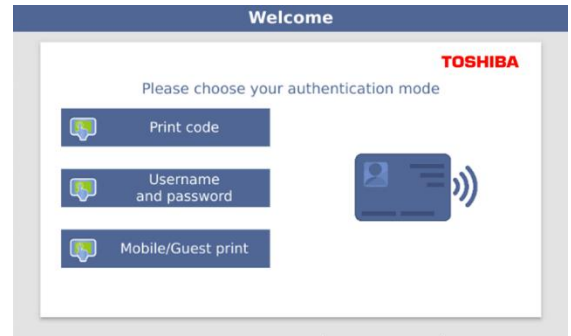 Welcome
TOSHIBA
Please choose your authentication mode
Print code
Username
and password
Mobile/Guest print